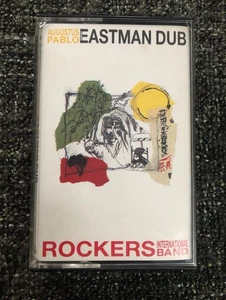 AUGUSTUS
PABLO
EASTMAN DUB
ROCKERS
INTERNATIONAL
BAND